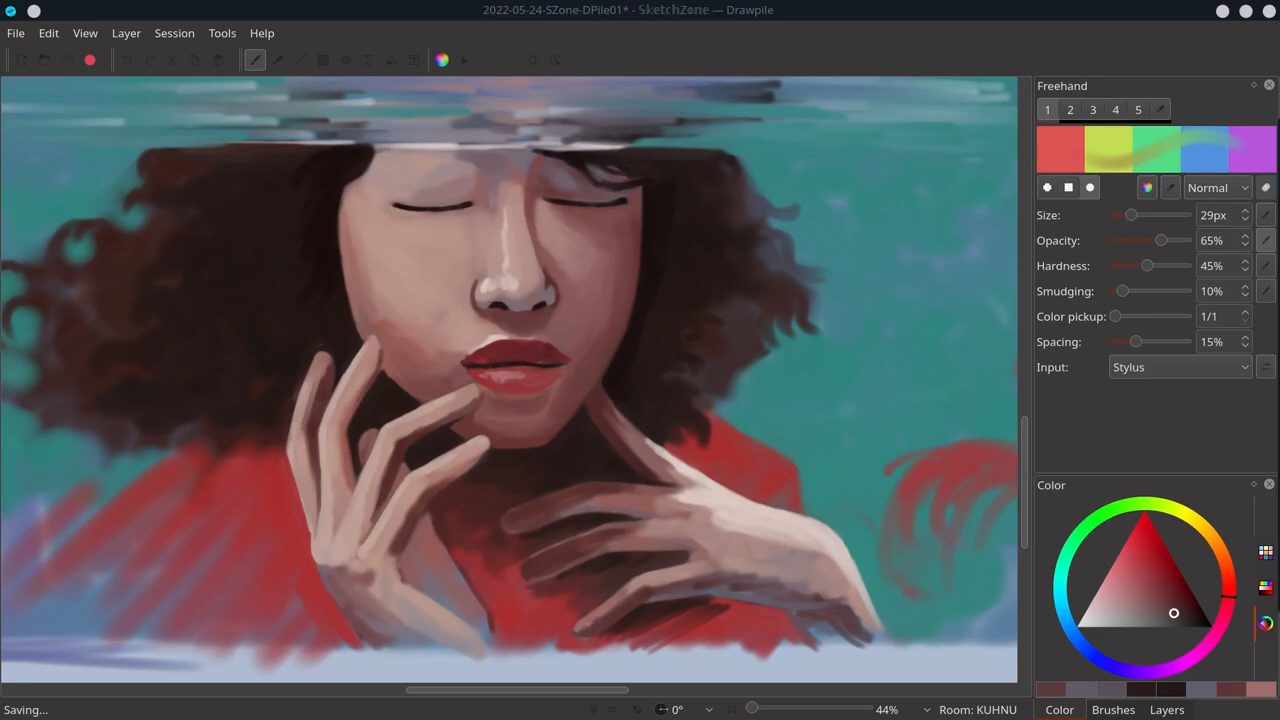 2022-05-24-SZone-DPile01* - SketchZone — Drawpile
File Edit View Layer Session Tools Help
Freehand
1 2 3 4 5
Normal
Size: 29px
Opacity: 65%
Hardness: 45%
Smudging: 10%
Color pickup: 1/1
Spacing: 15%
Input: Stylus
Color
Saving... 0° 44% Room: KUHNU Color Brushes Layers